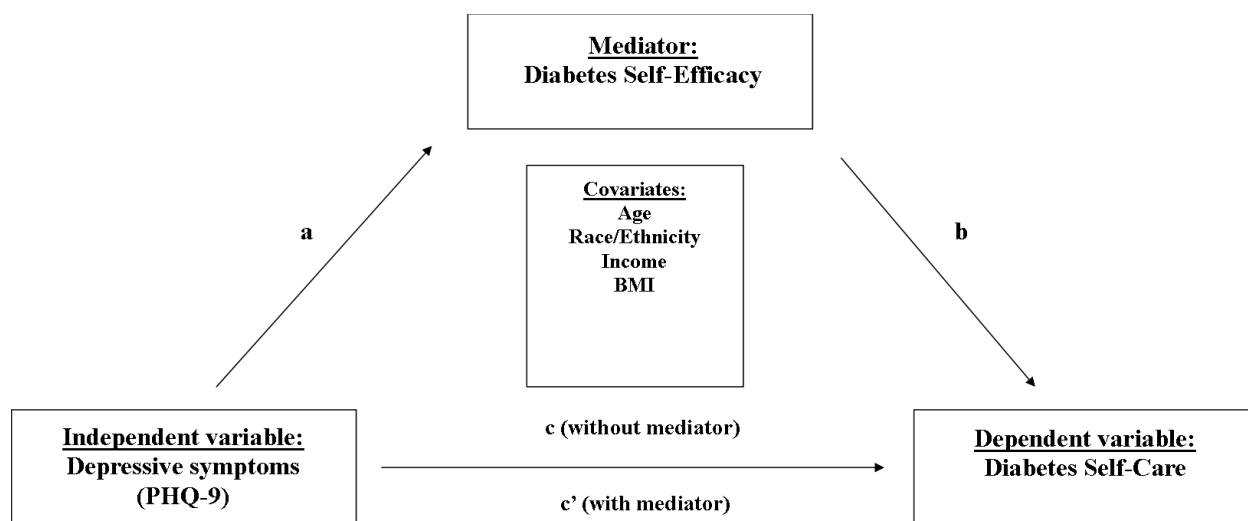 Mediator:
Diabetes Self-Efficacy
Covariates:
Age
Race/Ethnicity
Income
BMI
a
b
Independent variable:
Depressive symptoms
(PHQ-9)
c (without mediator)
c’ (with mediator)
Dependent variable:
Diabetes Self-Care